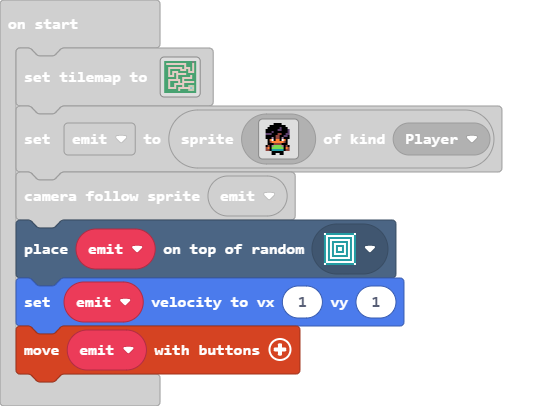 on start
set tilemap to
set emit to sprite of kind Player
camera follow sprite emit
place emit on top of random
set emit velocity to vx 1 vy 1
move emit with buttons